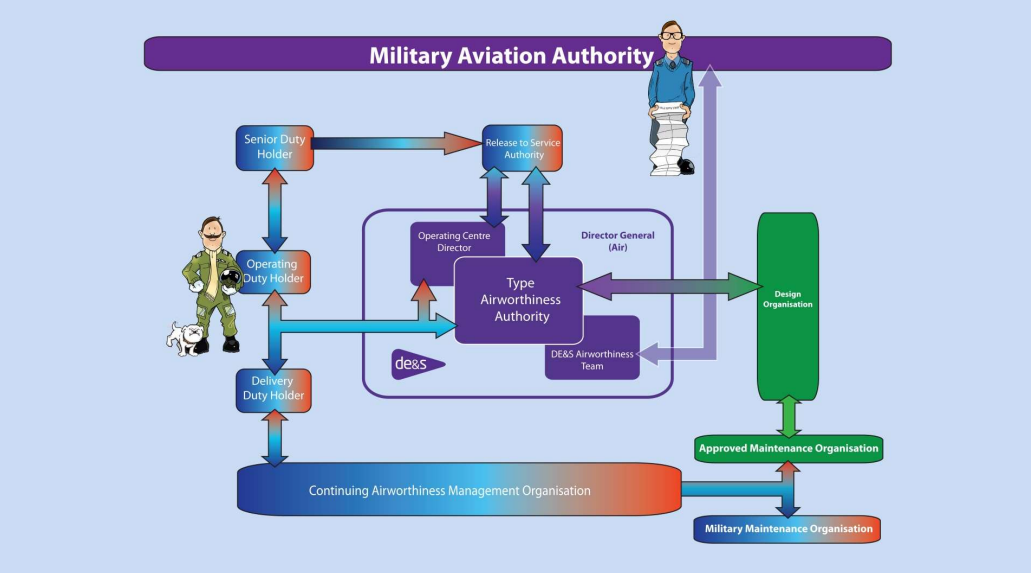 Military Aviation Authority
Senior Duty
Holder
Release to Service
Authority
Operating Centre
Director
Director General
(Air)
Operating
Duty Holder
Type
Airworthiness
Authority
Design
Organisation
DE&S Airworthiness
Team
de&s
Delivery
Duty Holder
Approved Maintenance Organisation
Continuing Airworthiness Management Organisation
Military Maintenance Organisation